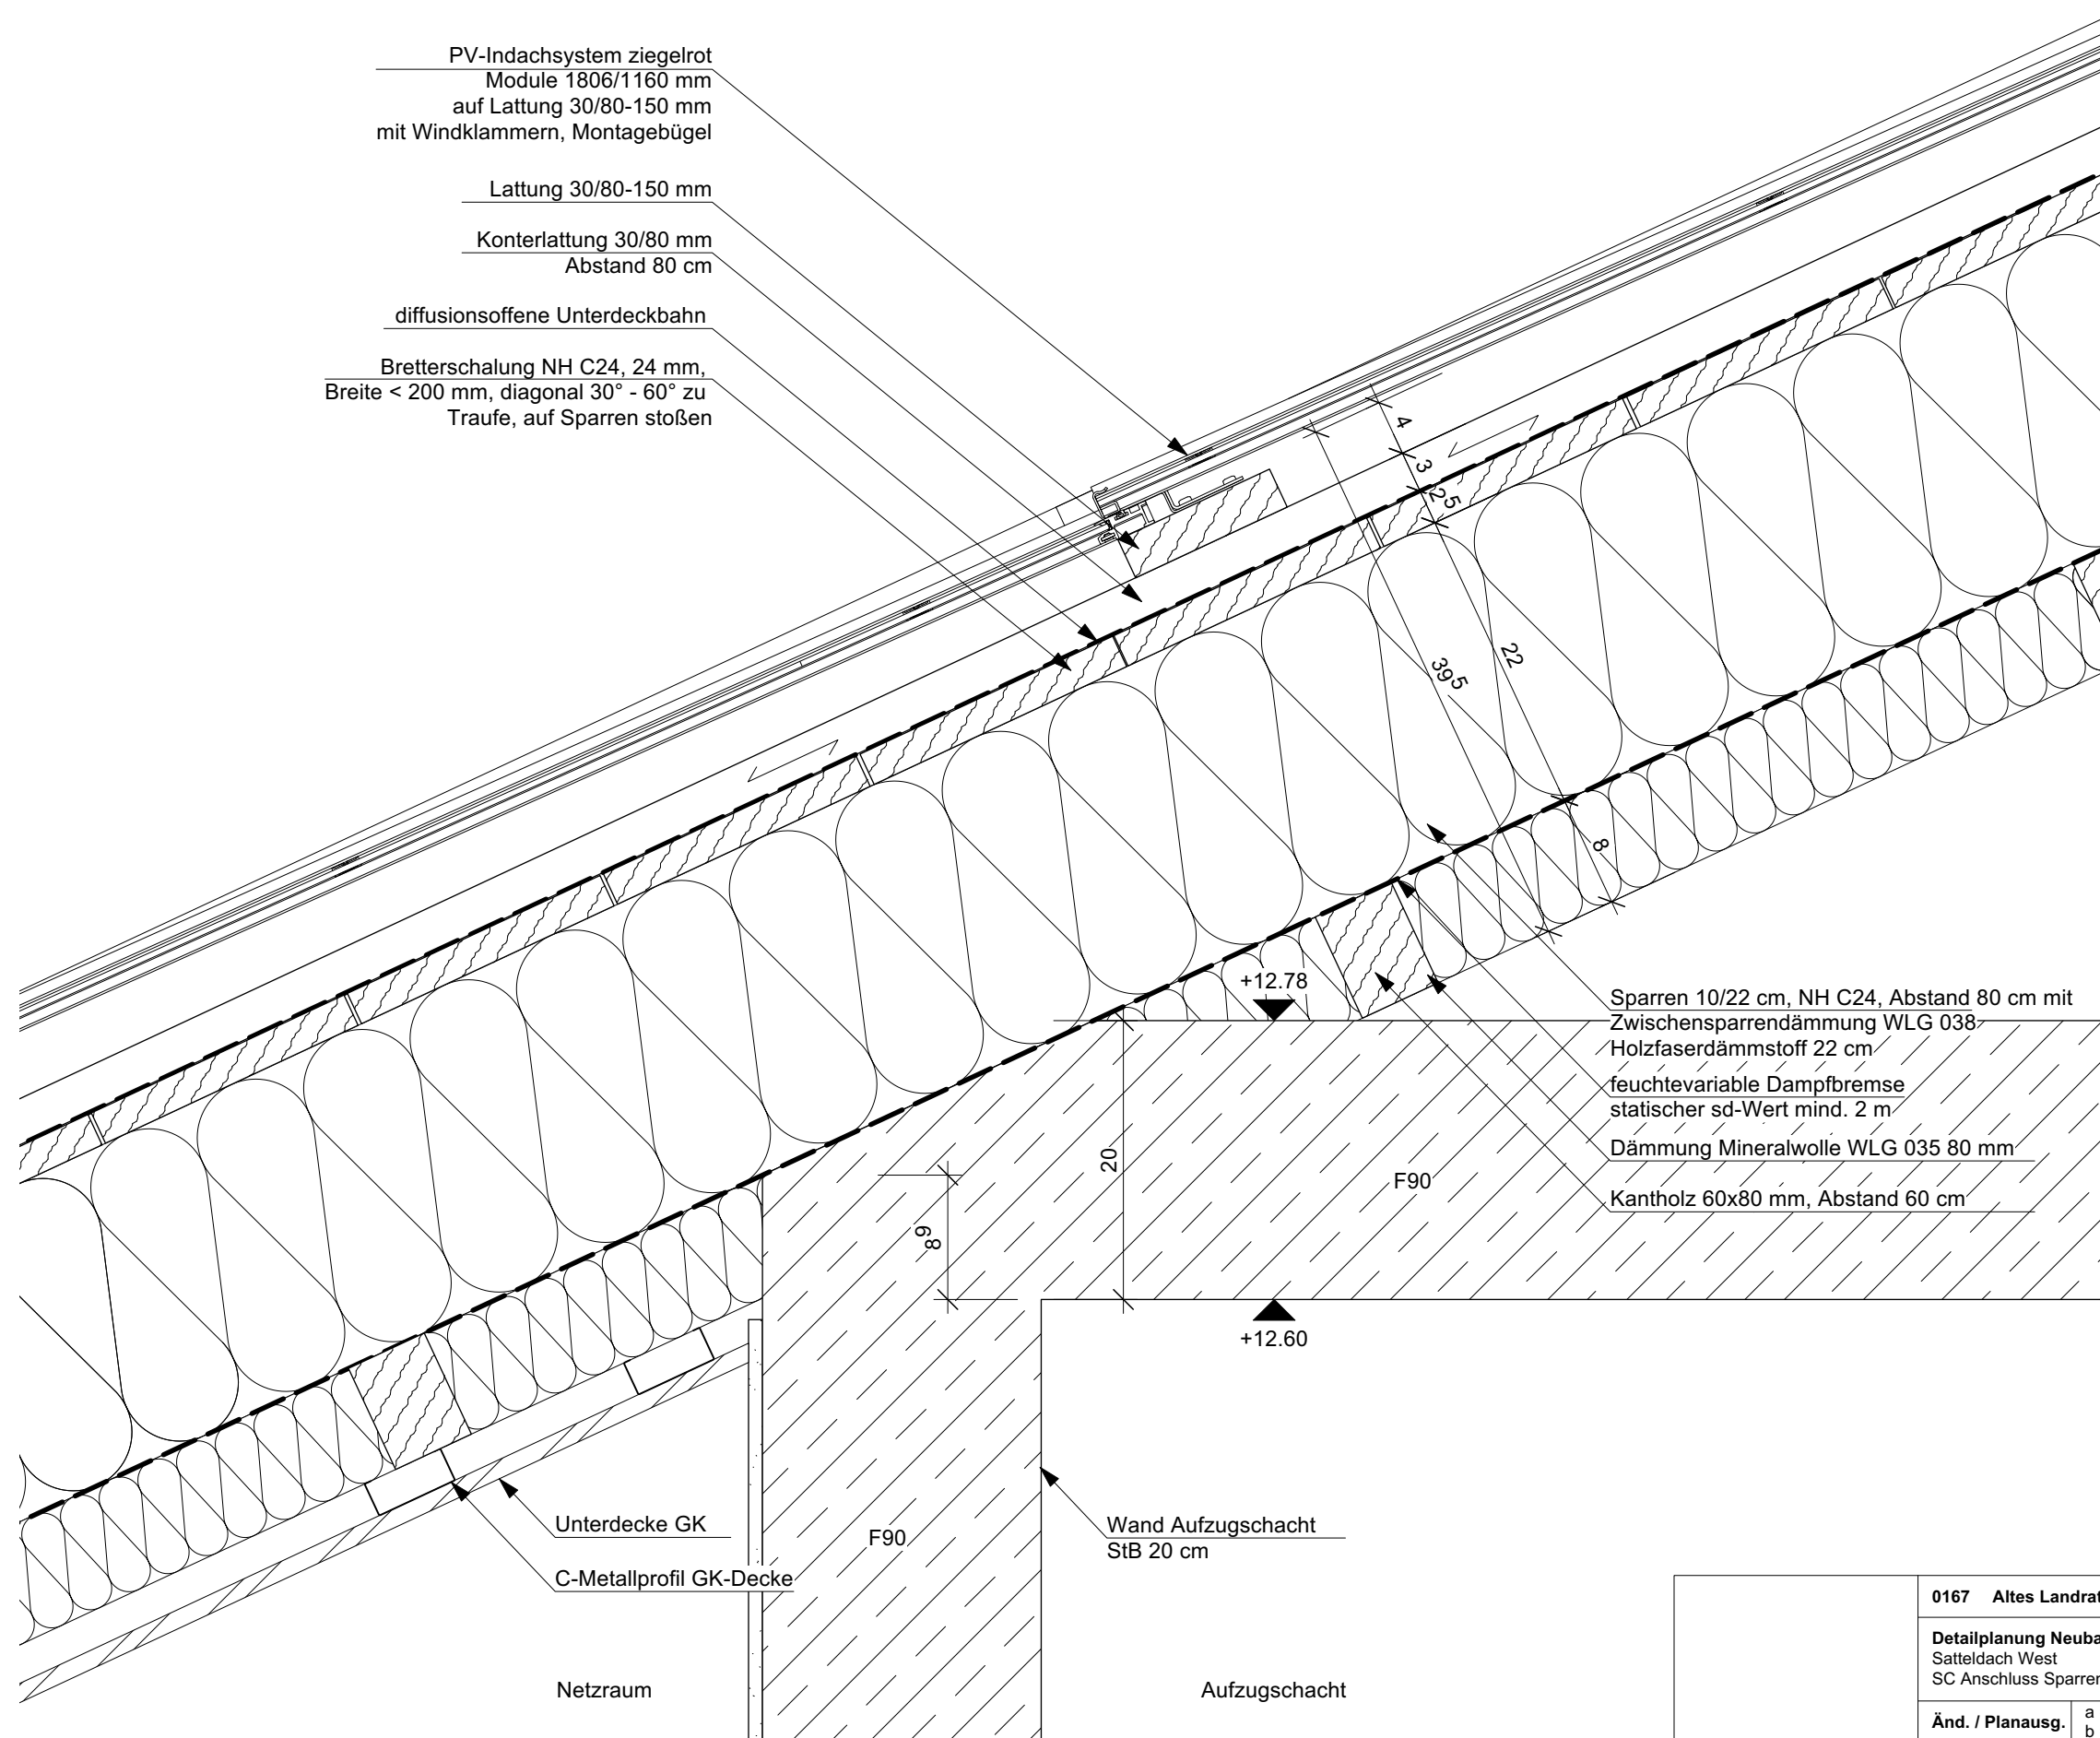 PV-Indachsystem ziegelrot
Module 1806/1160 mm
auf Lattung 30/80-150 mm
mit Windklammern, Montagebügel
Lattung 30/80-150 mm
Konterlattung 30/80 mm
Abstand 80 cm
diffusionsoffene Unterdeckbahn
Bretterschalung NH C24, 24 mm,
Breite < 200 mm, diagonal 30° - 60° zu
Traufe, auf Sparren stoßen
4
3
2⁵
22
39⁵
8
+12.78
Sparren 10/22 cm, NH C24, Abstand 80 cm mit
Zwischensparrendämmung WLG 038
Holzfaserdämmstoff 22 cm
feuchtevariable Dampfbremse
statischer sd-Wert mind. 2 m
Dämmung Mineralwolle WLG 035 80 mm
Kantholz 60x80 mm, Abstand 60 cm
20
F90
8⁹
+12.60
Unterdecke GK
C-Metallprofil GK-Decke
F90
Wand Aufzugschacht
StB 20 cm
Netzraum
Aufzugschacht
0167 Altes Landrat
Detailplanung Neuba
Satteldach West
SC Anschluss Sparren
Änd. / Planausg.
a
b